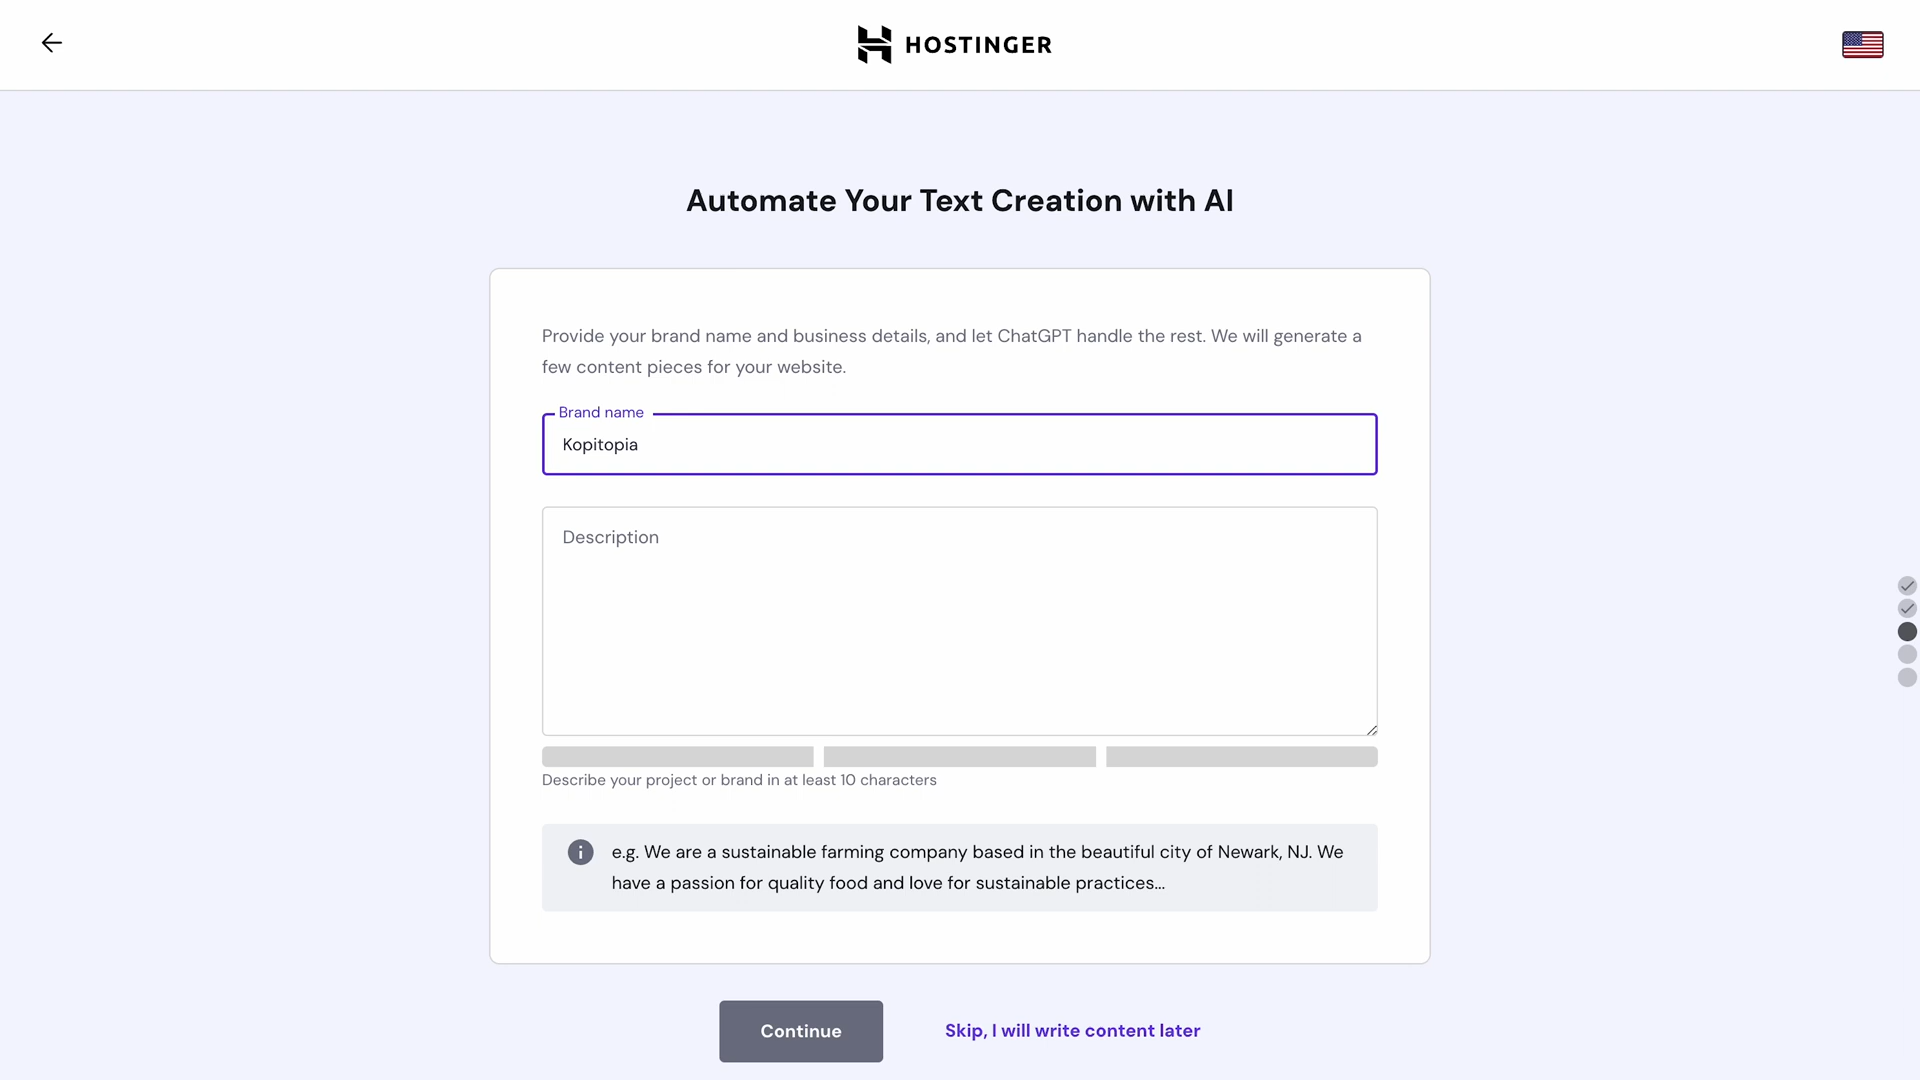 HOSTINGER
Automate Your Text Creation with AI
Provide your brand name and business details, and let ChatGPT handle the rest. We will generate a
few content pieces for your website.
Brand name
Kopitopia
Description
Describe your project or brand in at least 10 characters
i
e.g. We are a sustainable farming company based in the beautiful city of Newark, NJ. We
have a passion for quality food and love for sustainable practices...
Continue
Skip, I will write content later